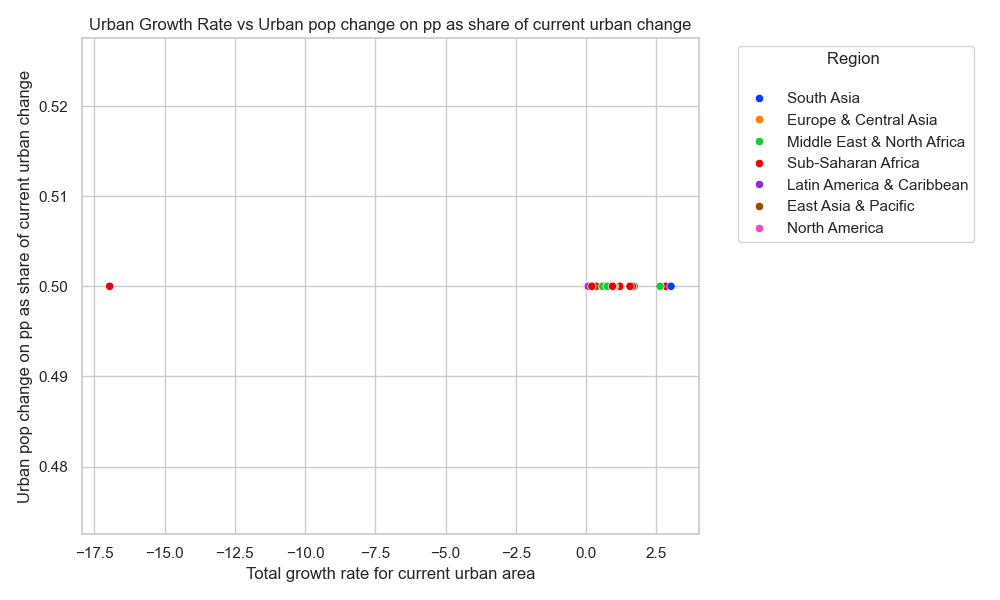 Urban Growth Rate vs Urban pop change on pp as share of current urban change
Urban pop change on pp as share of current urban change
0.52
0.51
0.50
0.49
0.48
−17.5
−15.0
−12.5
−10.0
−7.5
−5.0
−2.5
0.0
2.5
Total growth rate for current urban area
Region
South Asia
Europe & Central Asia
Middle East & North Africa
Sub-Saharan Africa
Latin America & Caribbean
East Asia & Pacific
North America